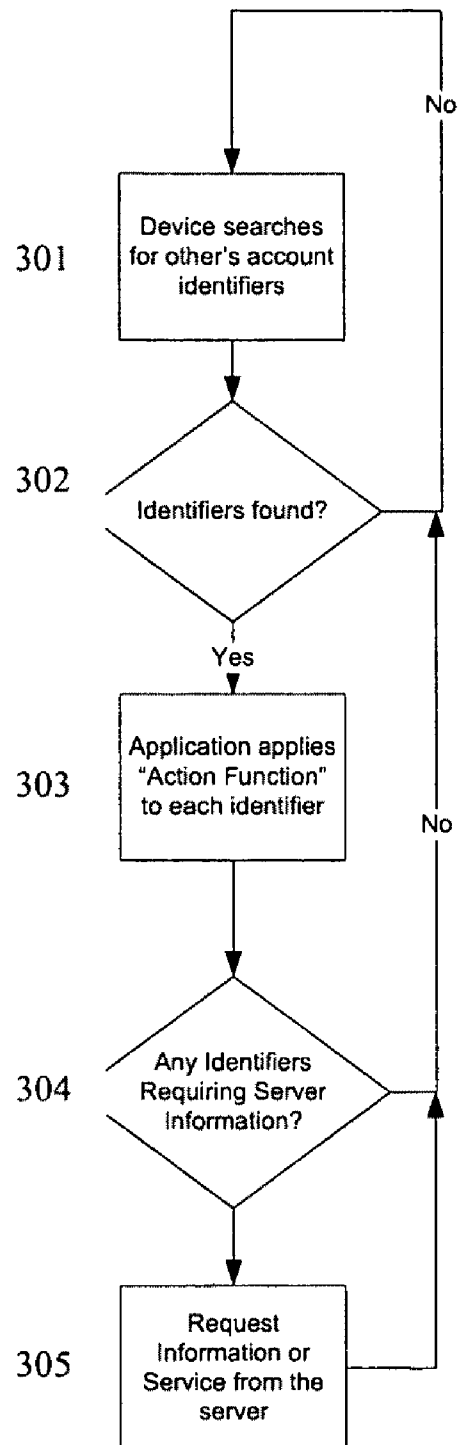 No
301
Device searches
for other's account
identifiers
302
Identifiers found?
Yes
303
Application applies
“Action Function”
to each identifier
No
304
Any Identifiers
Requiring Server
Information?
305
Request
Information or
Service from the
server